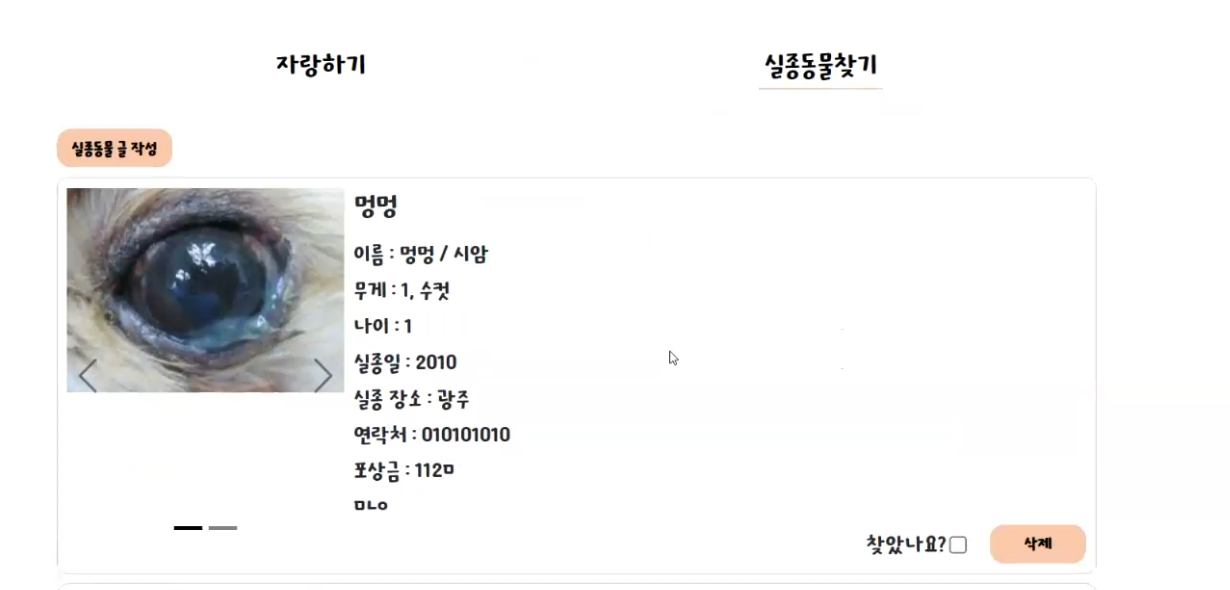 자랑하기
실종동물찾기
실종동물 글 작성
멍멍
이름 : 멍멍 / 시암
무게 : 1, 수컷
나이 : 1
실종일 : 2010
실종 장소 : 광주
연락처 : 010101010
포상금 : 112ㅁ
ㅁㄴㅇ
찾았나요?
삭제